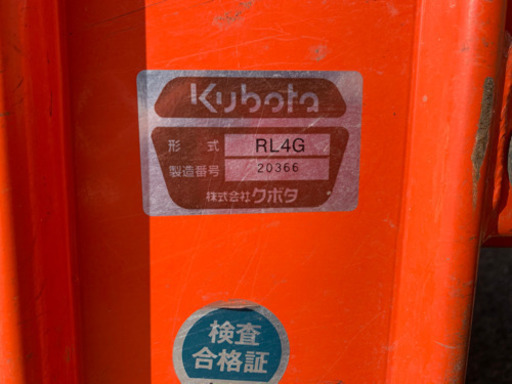 Kubota
形式 RL4G
製造番号 20366
株式会社クボタ
検査
合格証